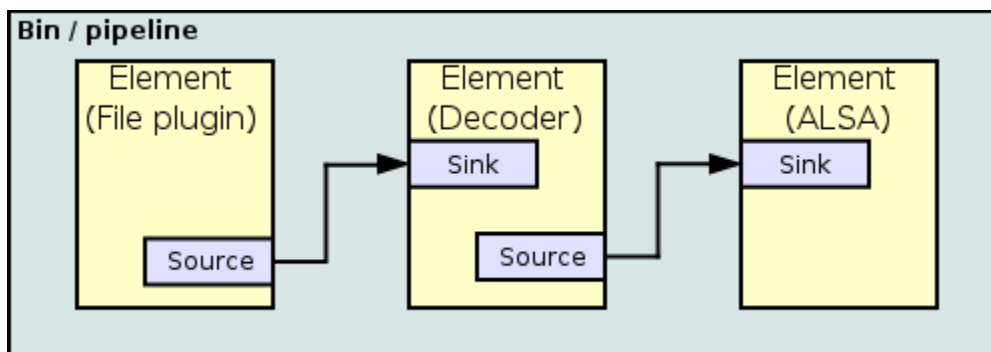 Bin / pipeline
Element
(File plugin)
Source
Element
(Decoder)
Sink
Source
Element
(ALSA)
Sink